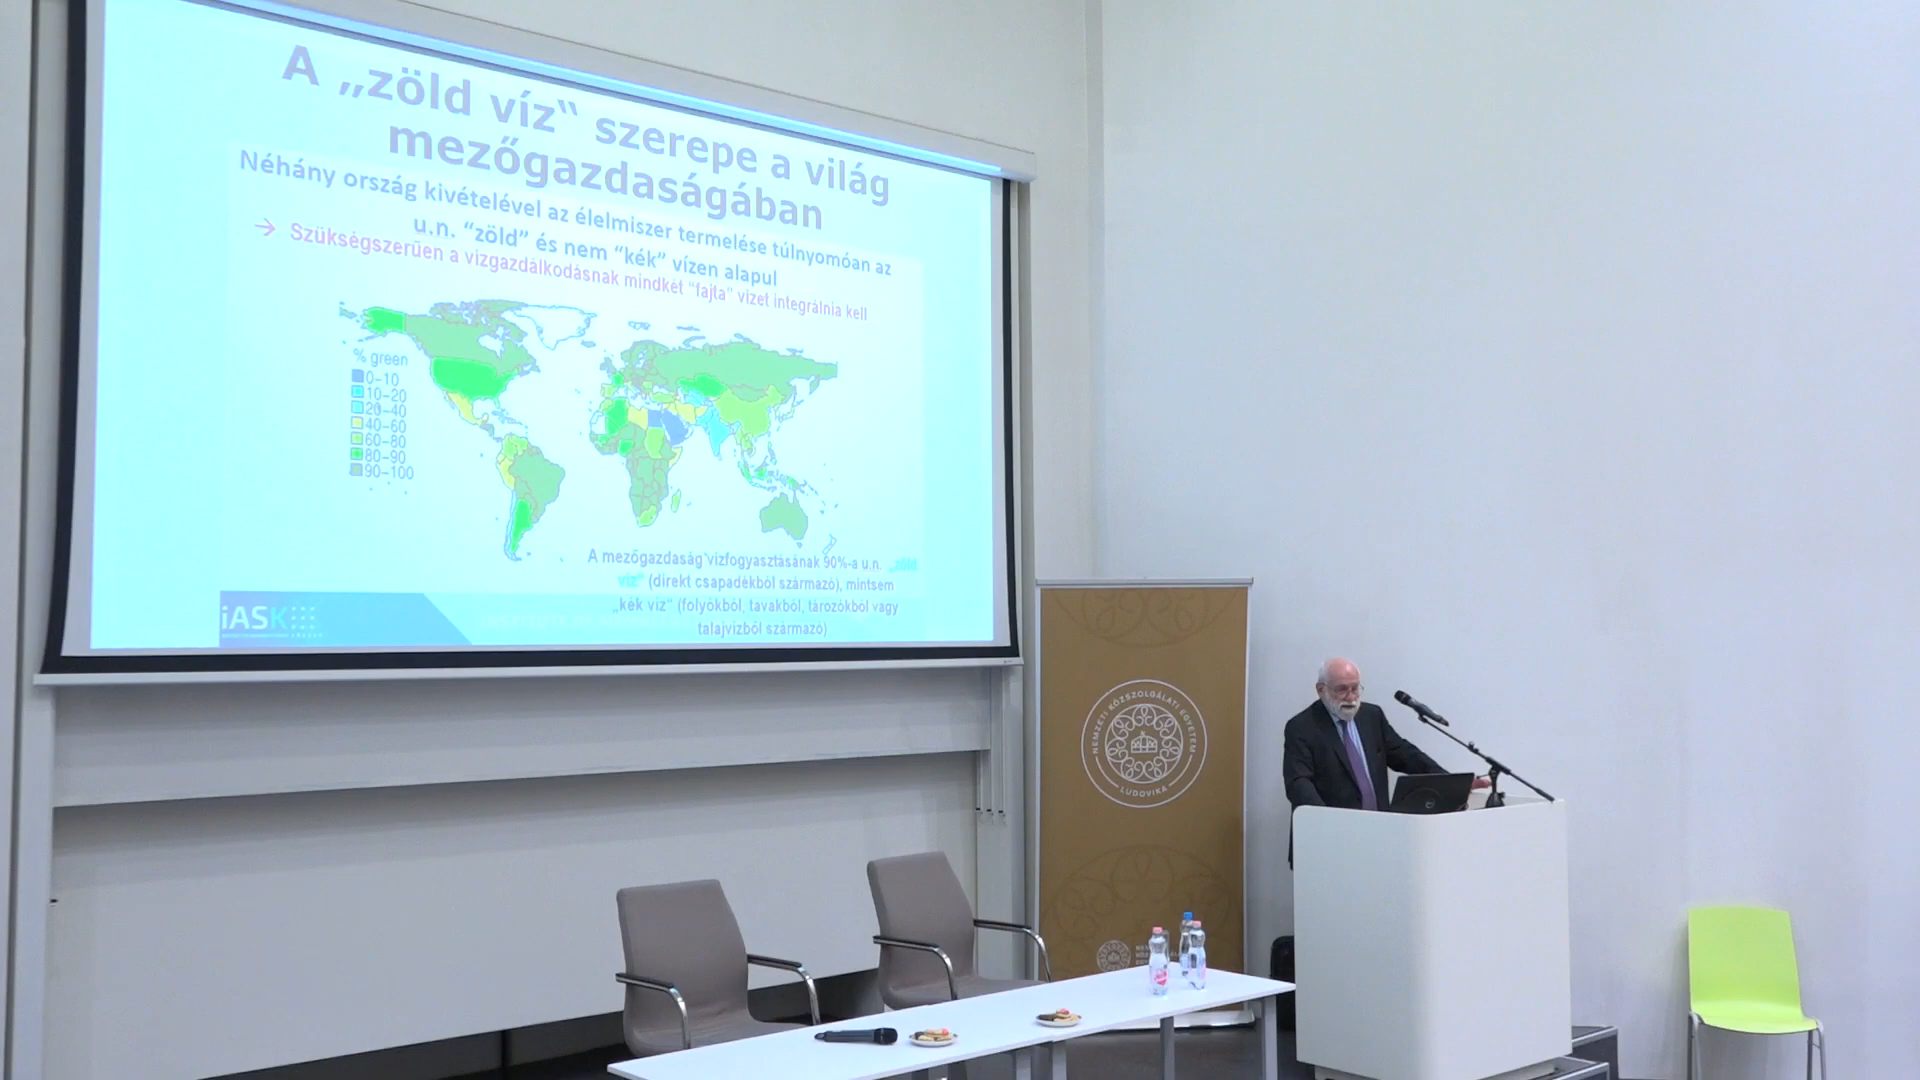 A „zöld víz‟ szerepe a világ
mezőgazdaságában
Néhány ország kivételével az élelmiszer termelése túlnyomóan az
u.n. “zöld” és nem “kék” vízen alapul
→ Szükségszerűen a vizgazdálkodásnak mindkét “fajta” vizet integrálnia kell
% green
0–10
10–20
20–40
40–60
60–80
80–90
90–100
A mezőgazdaság vizfogyasztásának 90%-a u.n. „zöld
víz‟ (direkt csapadékból származó), mintsem
„kék víz‟ (folyókból, tavakból, tározókból vagy
talajvízből származó)
iASK
NEMZETI KÖZSZOLGÁLATI EGYETEM
LUDOVIKA